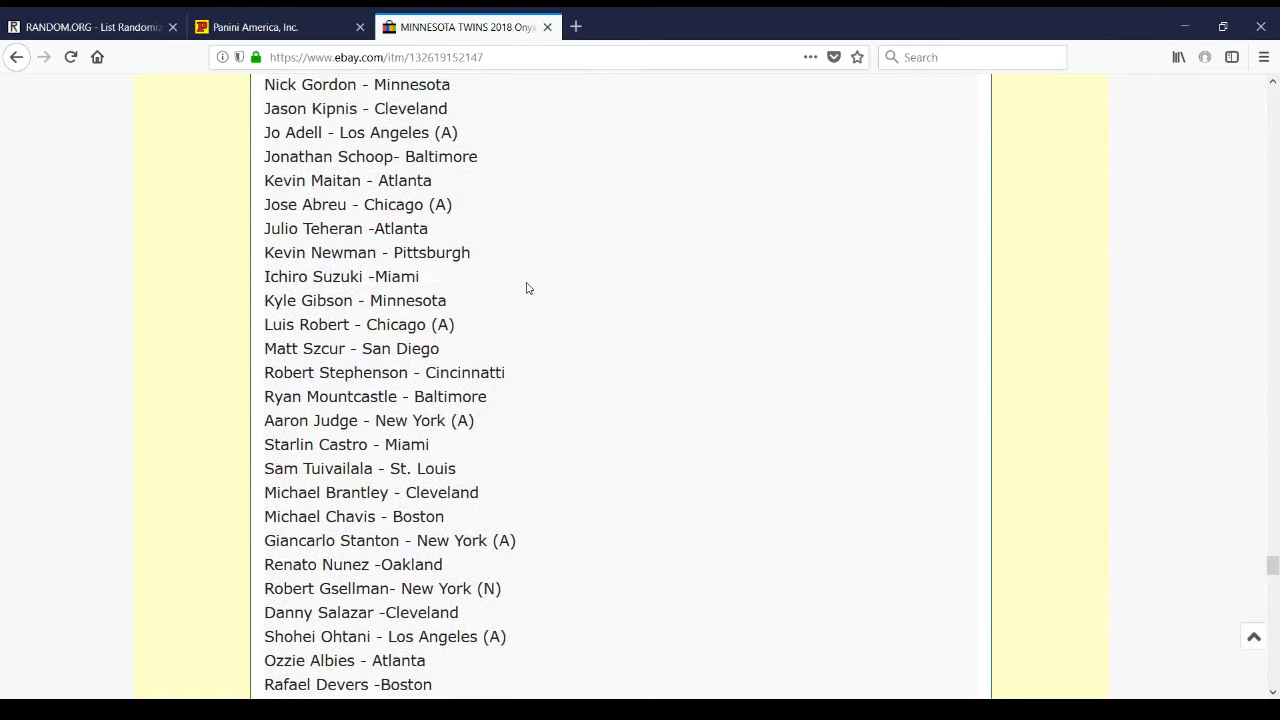 RANDOM.ORG - List Randomiz
Panini America, Inc.
MINNESOTA TWINS 2018 Onyx
https://www.ebay.com/itm/132619152147
Search
Nick Gordon - Minnesota
Jason Kipnis - Cleveland
Jo Adell - Los Angeles (A)
Jonathan Schoop- Baltimore
Kevin Maitan - Atlanta
Jose Abreu - Chicago (A)
Julio Teheran -Atlanta
Kevin Newman - Pittsburgh
Ichiro Suzuki -Miami
Kyle Gibson - Minnesota
Luis Robert - Chicago (A)
Matt Szcur - San Diego
Robert Stephenson - Cincinnatti
Ryan Mountcastle - Baltimore
Aaron Judge - New York (A)
Starlin Castro - Miami
Sam Tuivailala - St. Louis
Michael Brantley - Cleveland
Michael Chavis - Boston
Giancarlo Stanton - New York (A)
Renato Nunez -Oakland
Robert Gsellman- New York (N)
Danny Salazar -Cleveland
Shohei Ohtani - Los Angeles (A)
Ozzie Albies - Atlanta
Rafael Devers -Boston